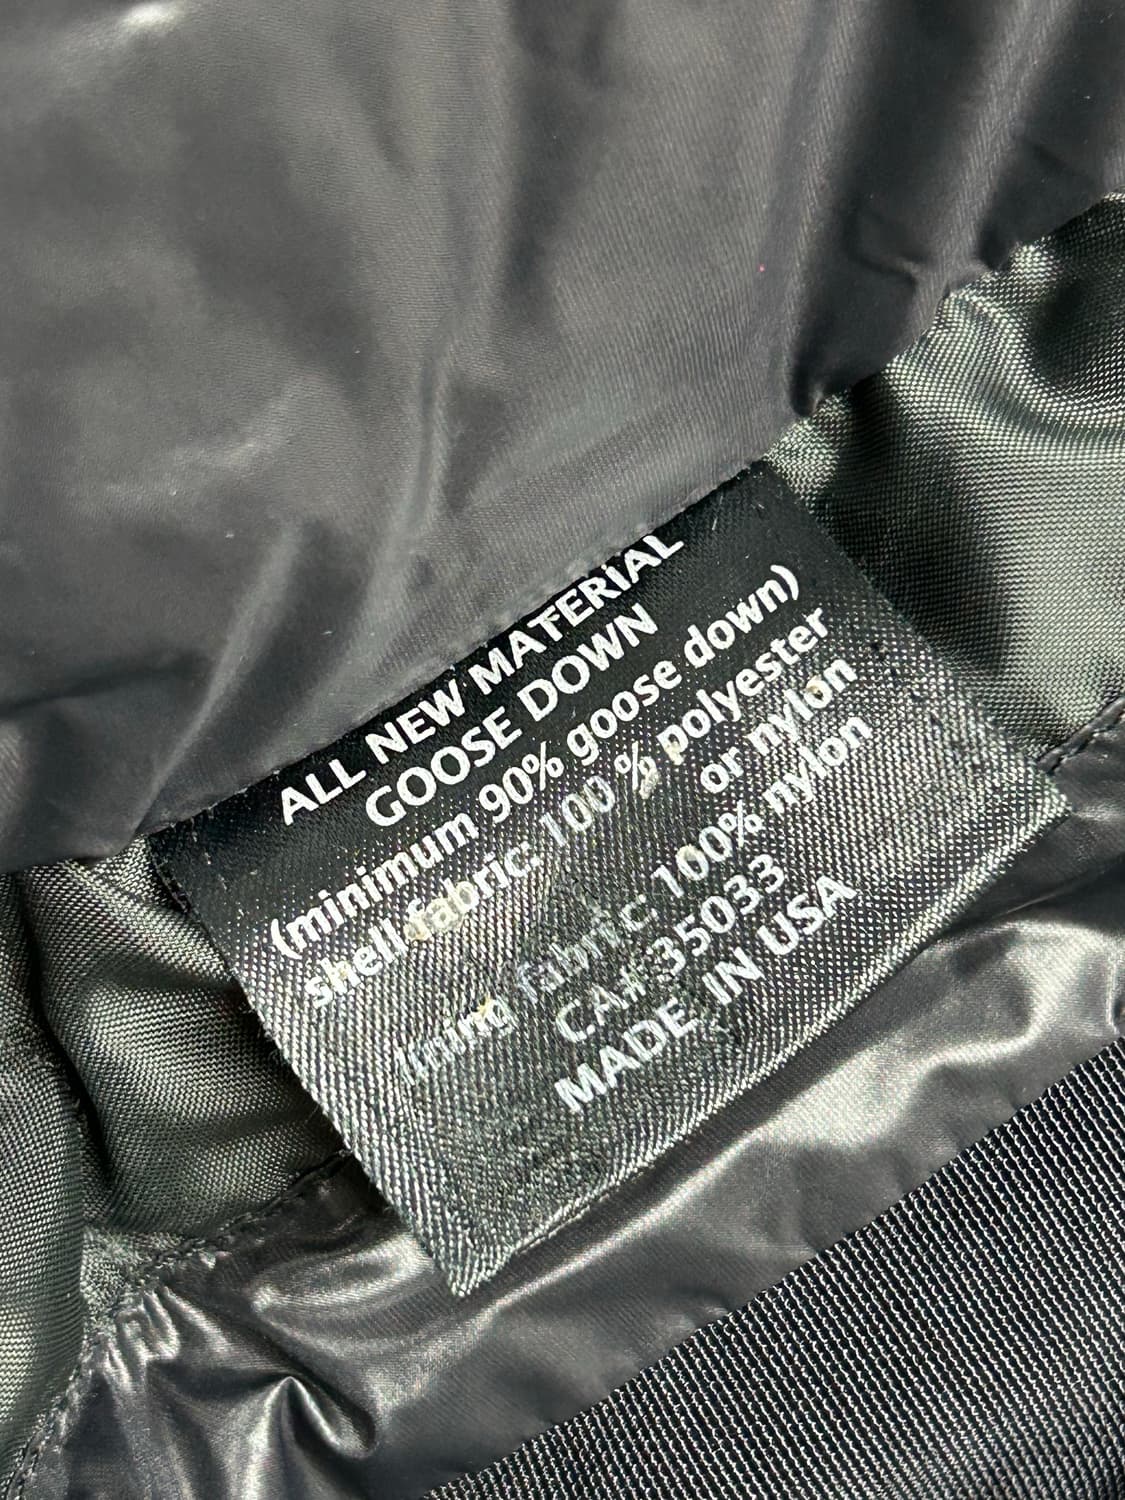 ALL NEW MATERIAL
GOOSE DOWN
(minimum 90% goose down)
shell fabric: 100 % polyester
or nylon
lining fabric: 100% nylon
CA# 35033
MADE IN USA